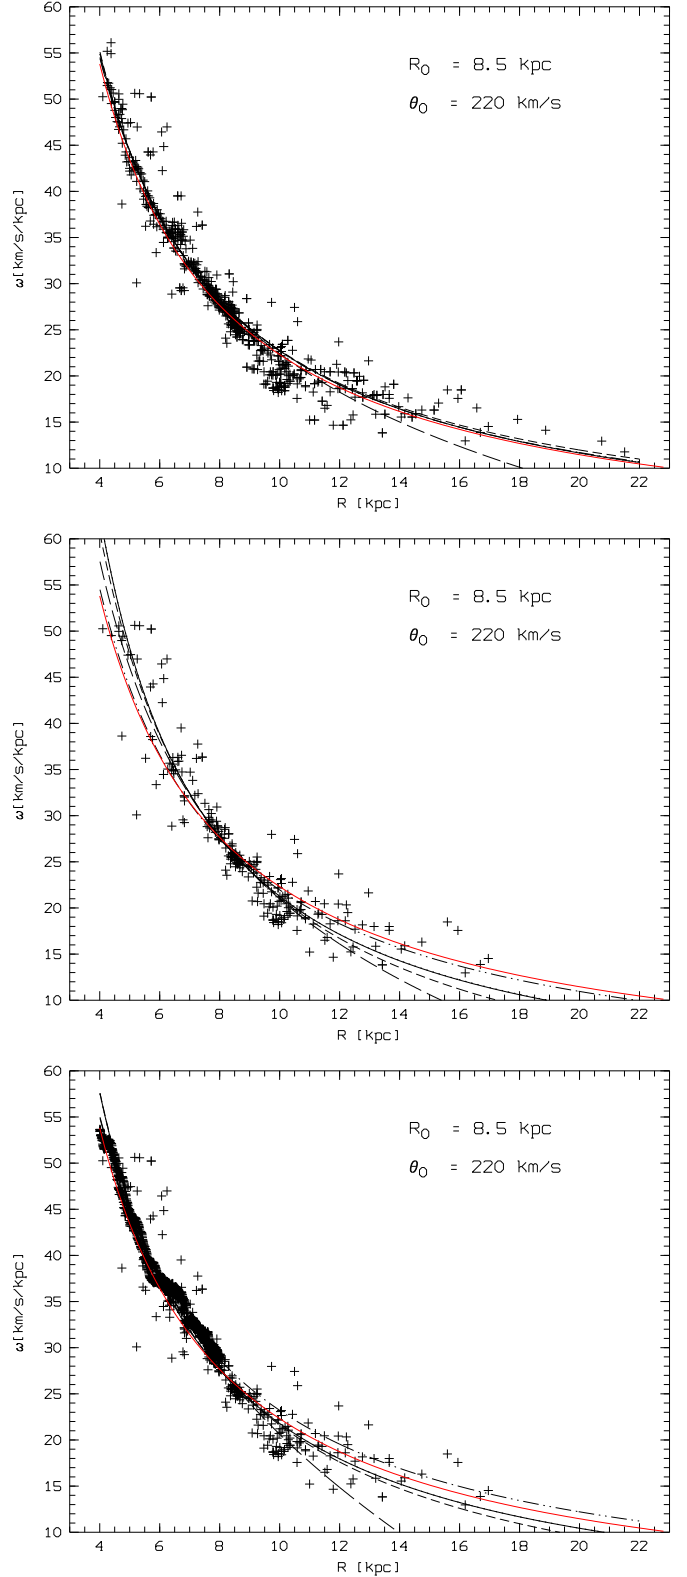 60
55
50
45
40
35
30
25
20
15
10
ω[km/s/kpc]
R₀ = 8.5 kpc
θ₀ = 220 km/s
4 6 8 10 12 14 16 18 20 22
R [kpc]
60
55
50
45
40
35
30
25
20
15
10
ω[km/s/kpc]
R₀ = 8.5 kpc
θ₀ = 220 km/s
4 6 8 10 12 14 16 18 20 22
R [kpc]
60
55
50
45
40
35
30
25
20
15
10
ω[km/s/kpc]
R₀ = 8.5 kpc
θ₀ = 220 km/s
4 6 8 10 12 14 16 18 20 22
R [kpc]